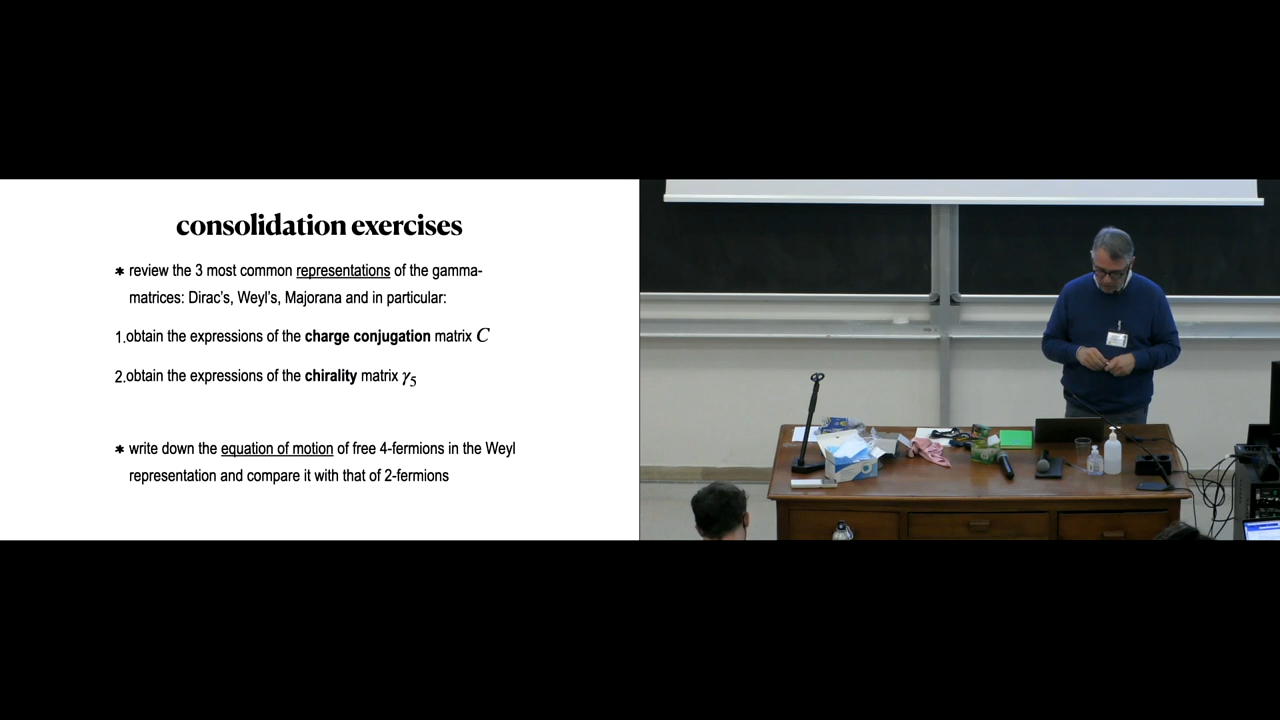 consolidation exercises
* review the 3 most common representations of the gamma-
matrices: Dirac's, Weyl's, Majorana and in particular:
1.obtain the expressions of the charge conjugation matrix C
2.obtain the expressions of the chirality matrix γ5
* write down the equation of motion of free 4-fermions in the Weyl
representation and compare it with that of 2-fermions